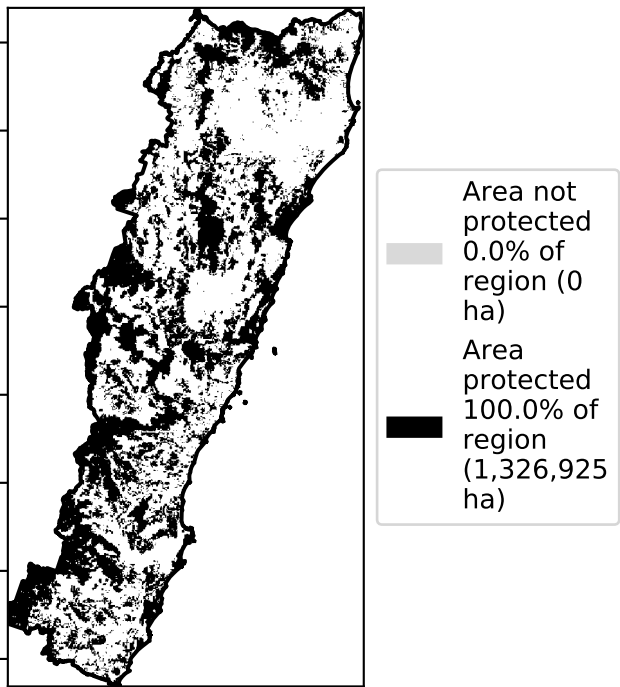 Area not
protected
0.0% of
region (0
ha)
Area
protected
100.0% of
region
(1,326,925
ha)